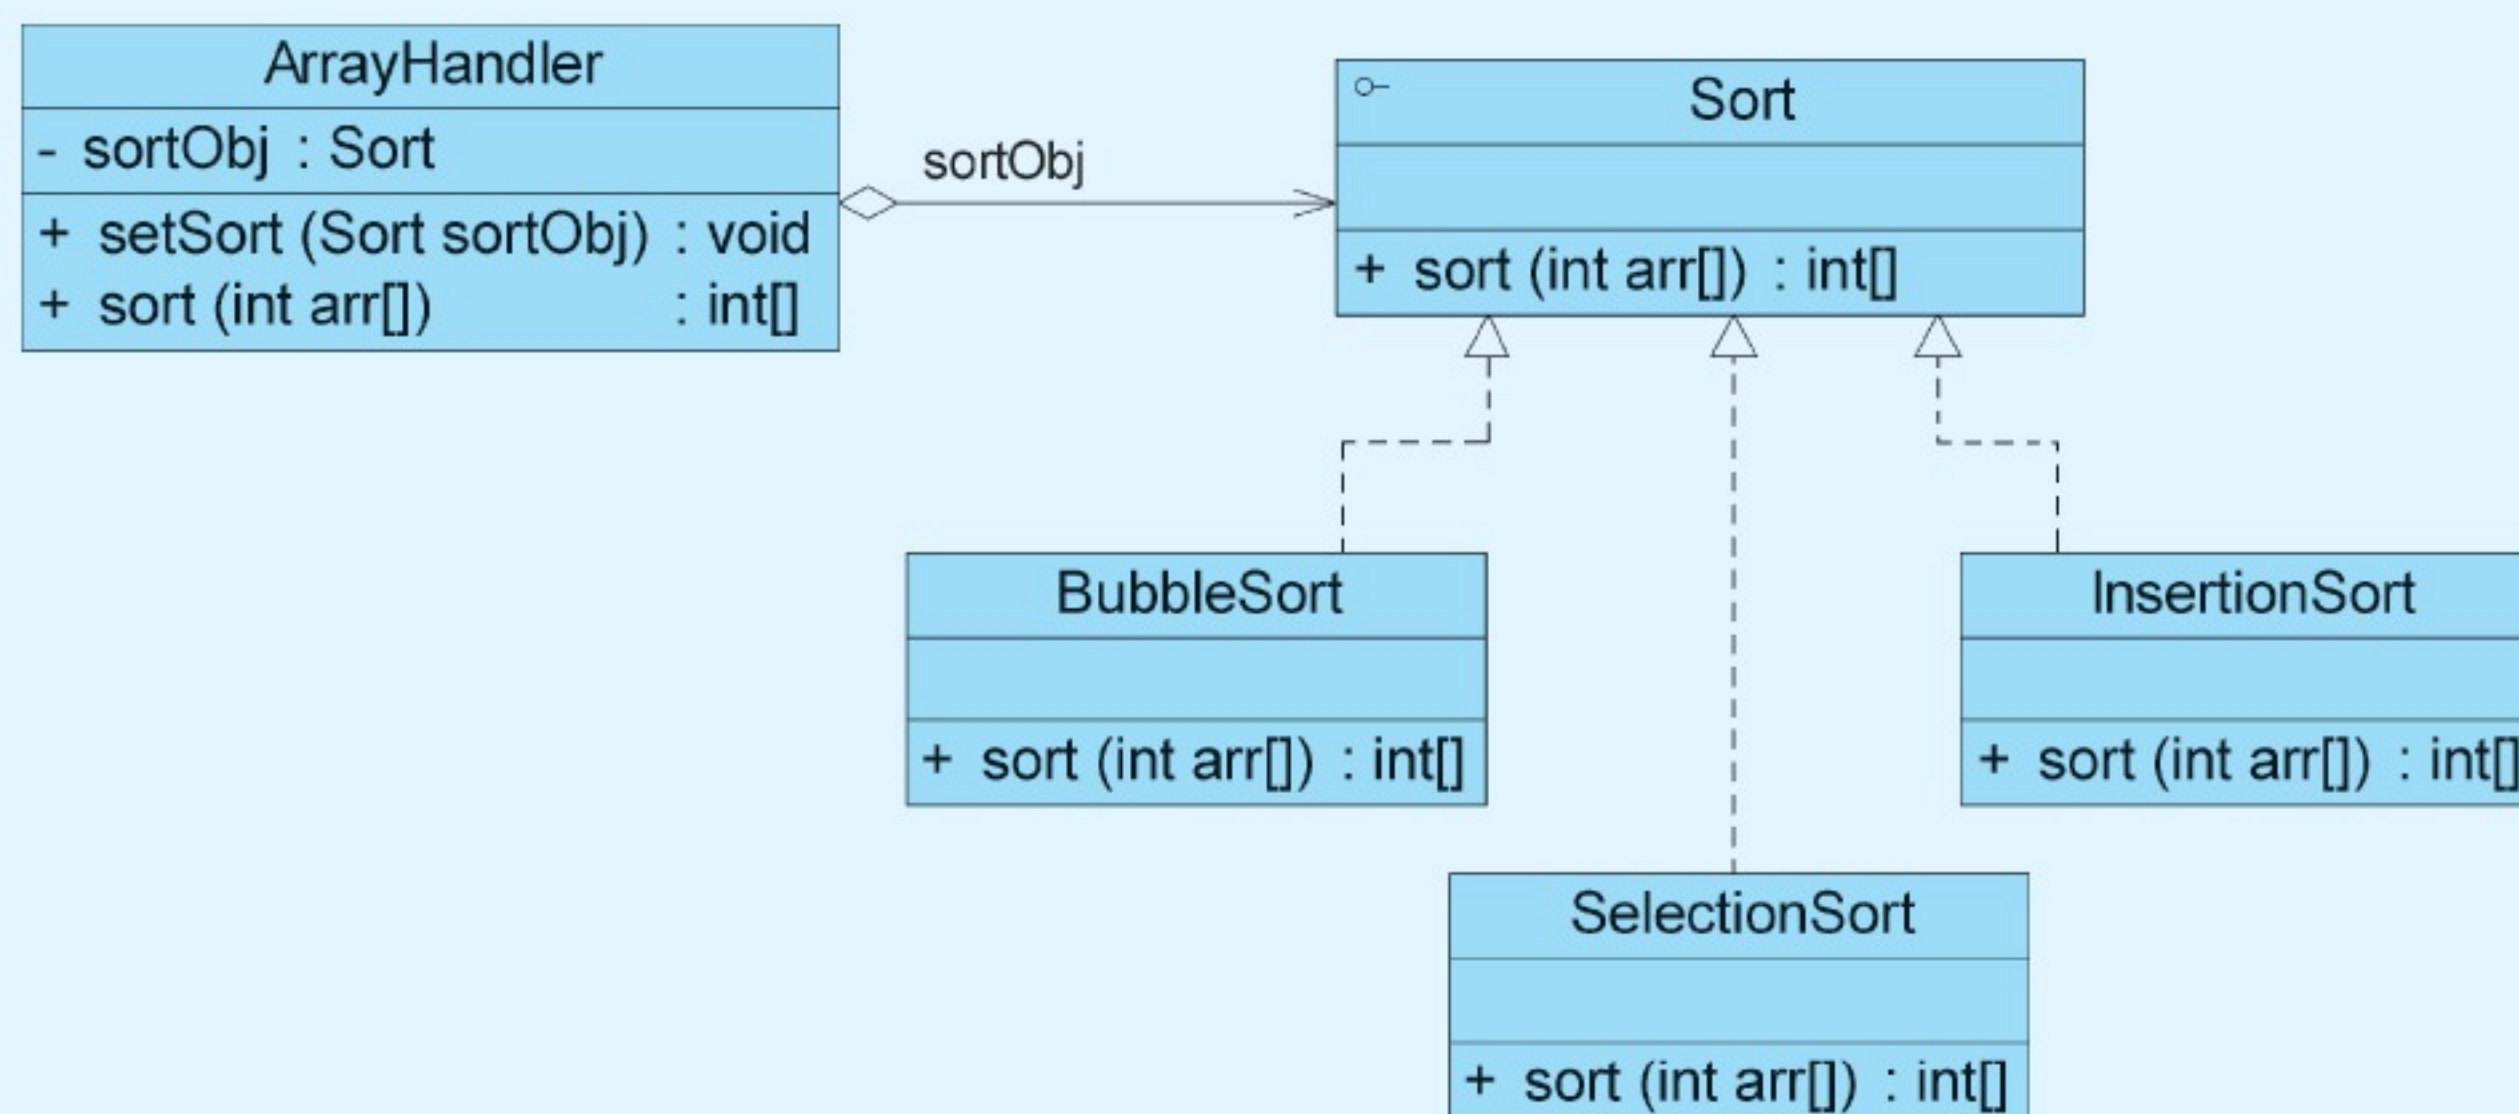 ArrayHandler
- sortObj : Sort
+ setSort (Sort sortObj) : void
+ sort (int arr[]) : int[]
sortObj
Sort
+ sort (int arr[]) : int[]
BubbleSort
+ sort (int arr[]) : int[]
InsertionSort
+ sort (int arr[]) : int[]
SelectionSort
+ sort (int arr[]) : int[]